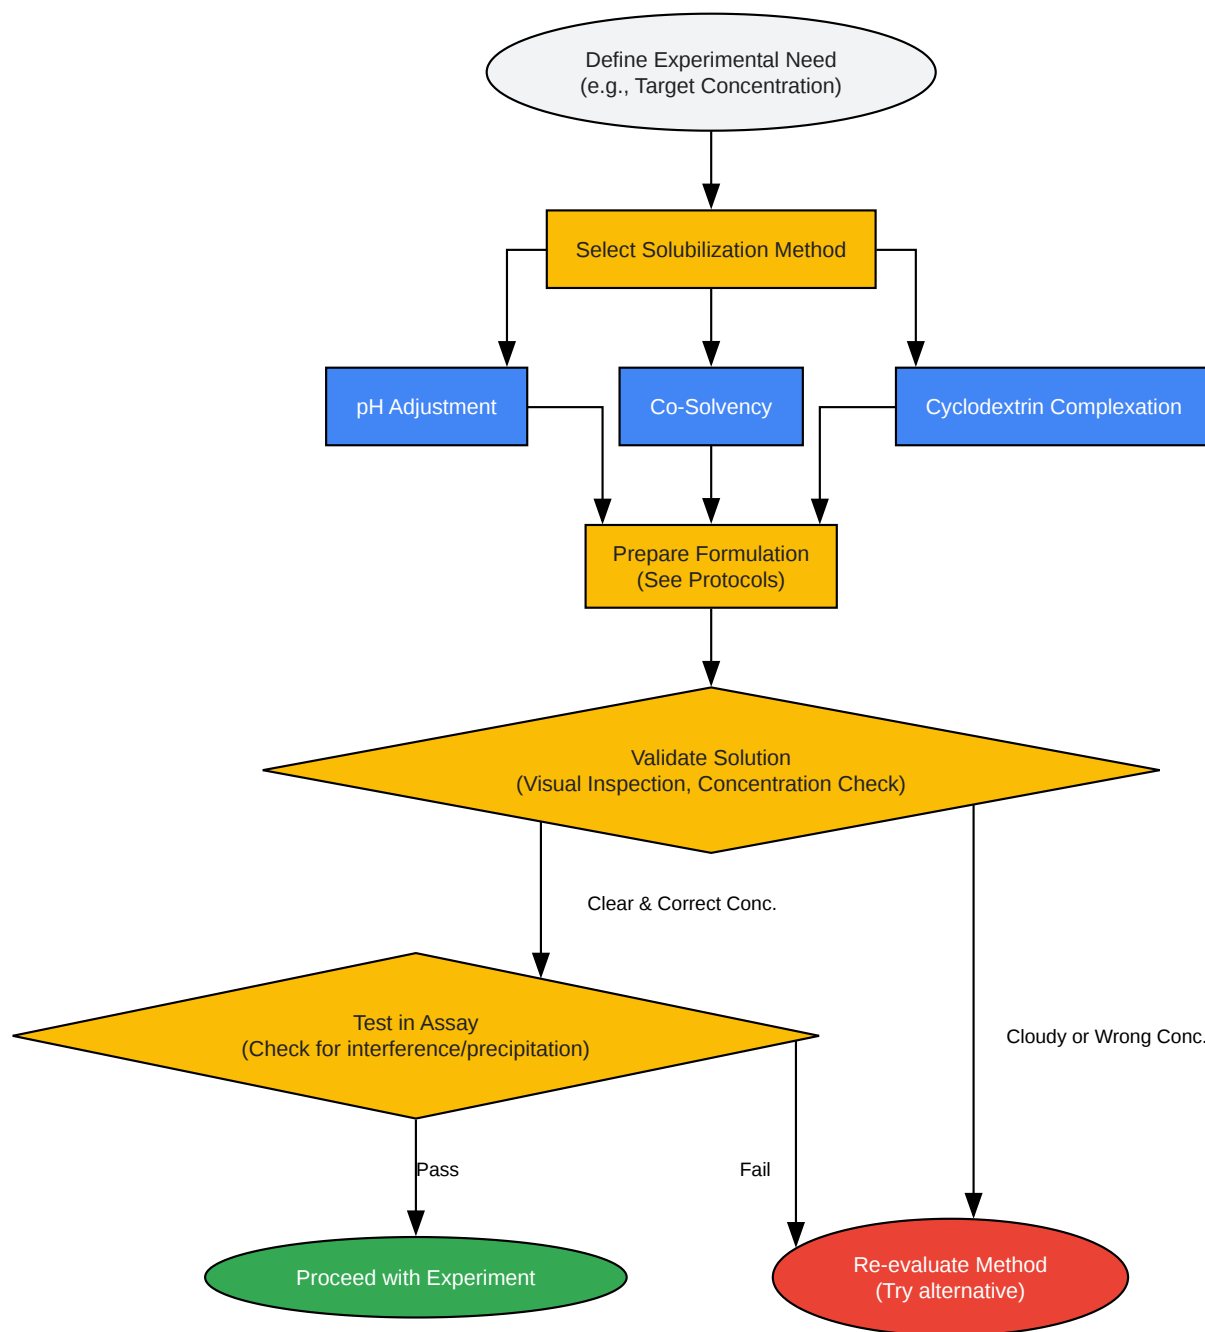 Define Experimental Need
(e.g., Target Concentration)
Select Solubilization Method
pH Adjustment
Co-Solvency
Cyclodextrin Complexation
Prepare Formulation
(See Protocols)
Validate Solution
(Visual Inspection, Concentration Check)
Clear & Correct Conc.
Test in Assay
(Check for interference/precipitation)
Cloudy or Wrong Conc.
Pass
Fail
Proceed with Experiment
Re-evaluate Method
(Try alternative)